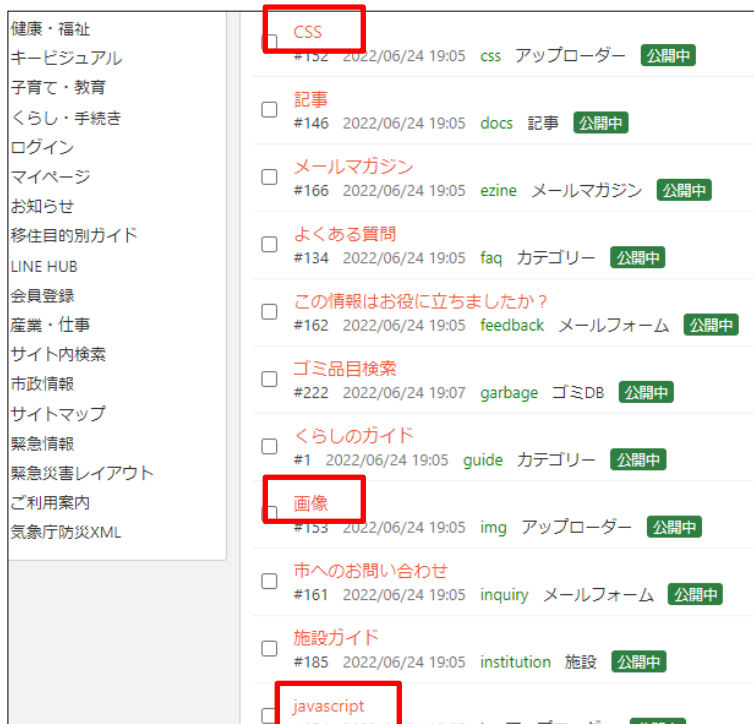 健康・福祉
キービジュアル
子育て・教育
くらし・手続き
ログイン
マイページ
お知らせ
移住目的別ガイド
LINE HUB
会員登録
産業・仕事
サイト内検索
市政情報
サイトマップ
緊急情報
緊急災害レイアウト
ご利用案内
気象庁防災XML
CSS
#152 2022/06/24 19:05 css アップローダー 公開中
記事
#146 2022/06/24 19:05 docs 記事 公開中
メールマガジン
#166 2022/06/24 19:05 ezine メールマガジン 公開中
よくある質問
#134 2022/06/24 19:05 faq カテゴリー 公開中
この情報はお役に立ちましたか？
#162 2022/06/24 19:05 feedback メールフォーム 公開中
ゴミ品目検索
#222 2022/06/24 19:07 garbage ゴミDB 公開中
くらしのガイド
#1 2022/06/24 19:05 guide カテゴリー 公開中
画像
#153 2022/06/24 19:05 img アップローダー 公開中
市へのお問い合わせ
#161 2022/06/24 19:05 inquiry メールフォーム 公開中
施設ガイド
#185 2022/06/24 19:05 institution 施設 公開中
javascript